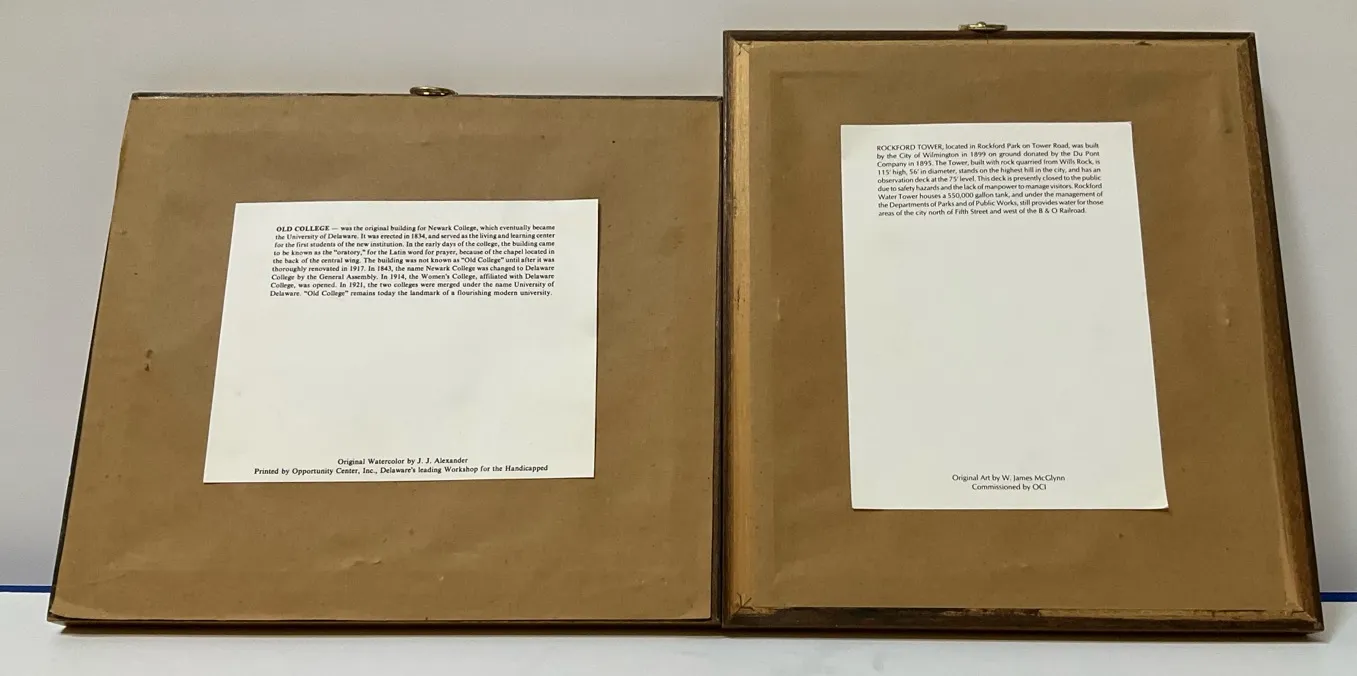 OLD COLLEGE — was the original building for Newark College, which eventually became
the University of Delaware. It was erected in 1834, and served as the living and learning center
for the first students of the new institution. In the early days of the college, the building came
to be known as the "oratory," for the Latin word for prayer, because of the chapel located in
the back of the central wing. The building was not known as "Old College" until after it was
thoroughly renovated in 1917. In 1843, the name Newark College was changed to Delaware
College by the General Assembly. In 1914, the Women's College, affiliated with Delaware
College, was opened. In 1921, the two colleges were merged under the name University of
Delaware. "Old College" remains today the landmark of a flourishing modern university.
Original Watercolor by J. J. Alexander
Printed by Opportunity Center, Inc., Delaware's leading Workshop for the Handicapped
ROCKFORD TOWER, located in Rockford Park on Tower Road, was built
by the City of Wilmington in 1899 on ground donated by the Du Pont
Company in 1895. The Tower, built with rock quarried from Wills Rock, is
115' high, 56' in diameter, stands on the highest hill in the city, and has an
observation deck at the 75' level. This deck is presently closed to the public
due to safety hazards and the lack of manpower to manage visitors. Rockford
Water Tower houses a 550,000 gallon tank, and under the management of
the Departments of Parks and of Public Works, still provides water for those
areas of the city north of Fifth Street and west of the B & O Railroad.
Original Art by W. James McGlynn
Commissioned by OCI